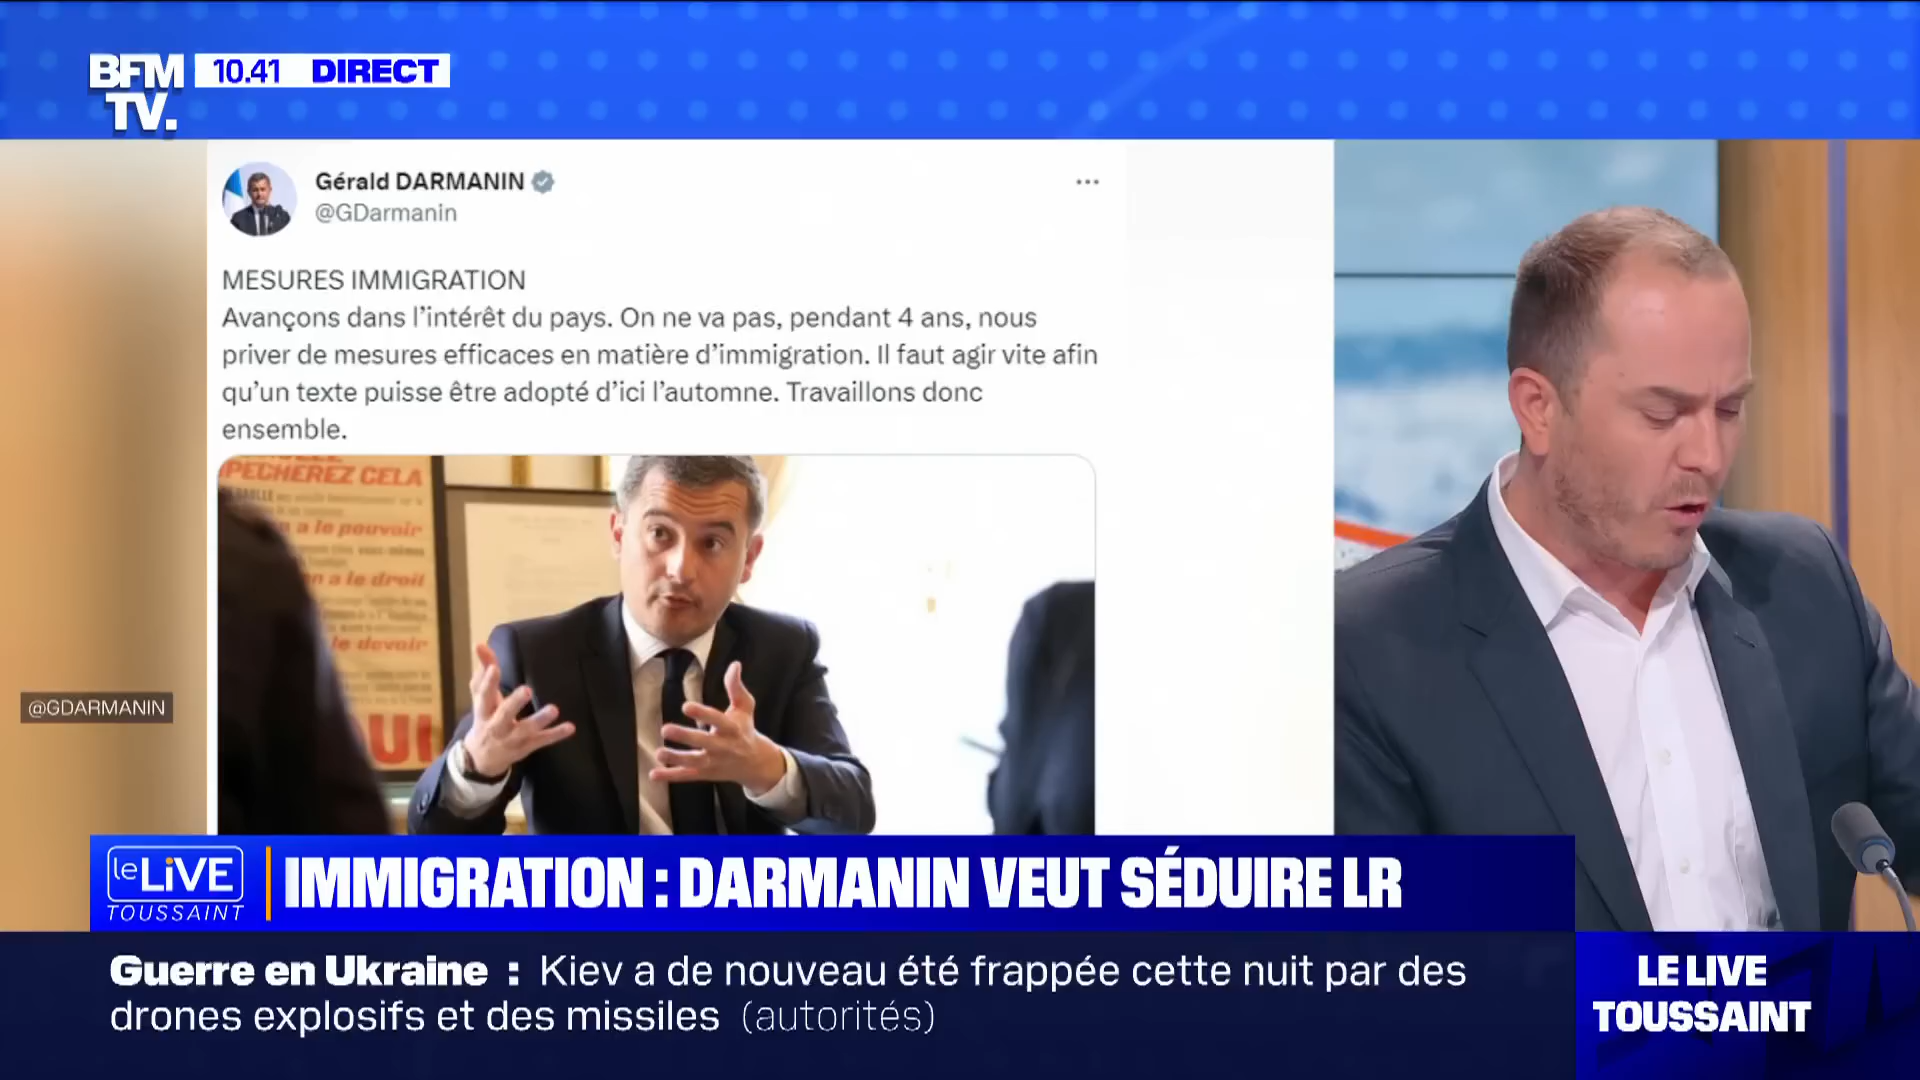 BFM
TV.
10.41 DIRECT
Gérald DARMANIN
@GDarmanin
MESURES IMMIGRATION
Avançons dans l’intérêt du pays. On ne va pas, pendant 4 ans, nous
priver de mesures efficaces en matière d’immigration. Il faut agir vite afin
qu’un texte puisse être adopté d’ici l’automne. Travaillons donc
ensemble.
PECHEREZ CELA
a le pouvoir
a le droit
le devoir
@GDARMANIN
le LIVE
TOUSSAINT
IMMIGRATION : DARMANIN VEUT SÉDUIRE LR
Guerre en Ukraine : Kiev a de nouveau été frappée cette nuit par des
drones explosifs et des missiles (autorités)
LE LIVE
TOUSSAINT